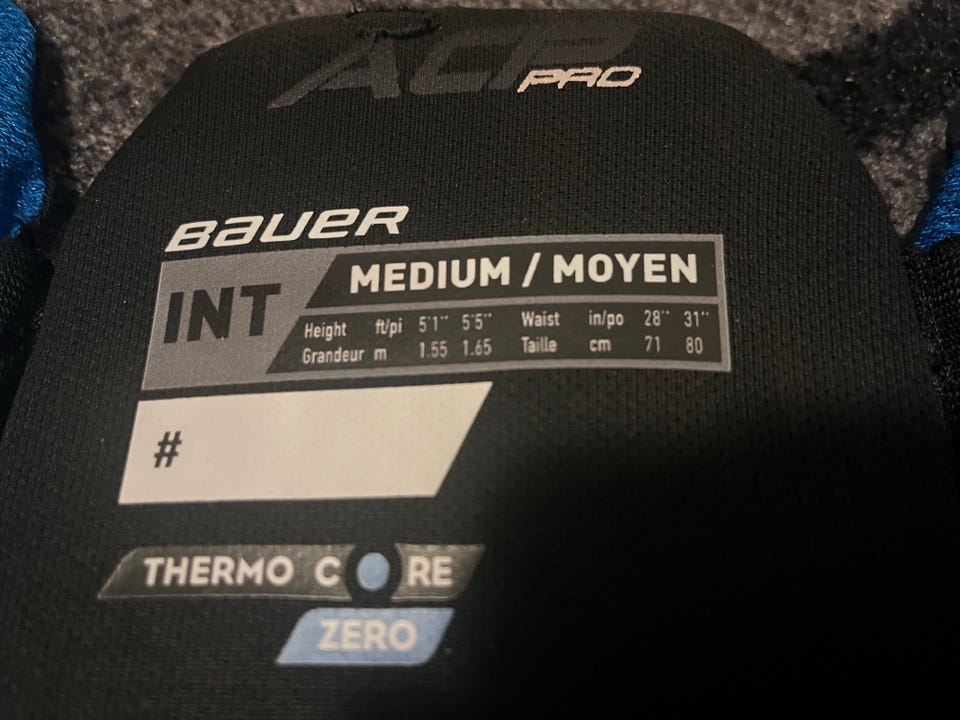 ACP PRO
BAUER
INT
MEDIUM / MOYEN
Height ft/pi 5'1'' 5'5'' Waist in/po 28'' 31''
Grandeur m 1.55 1.65 Taille cm 71 80
#
THERMO CORE
ZERO